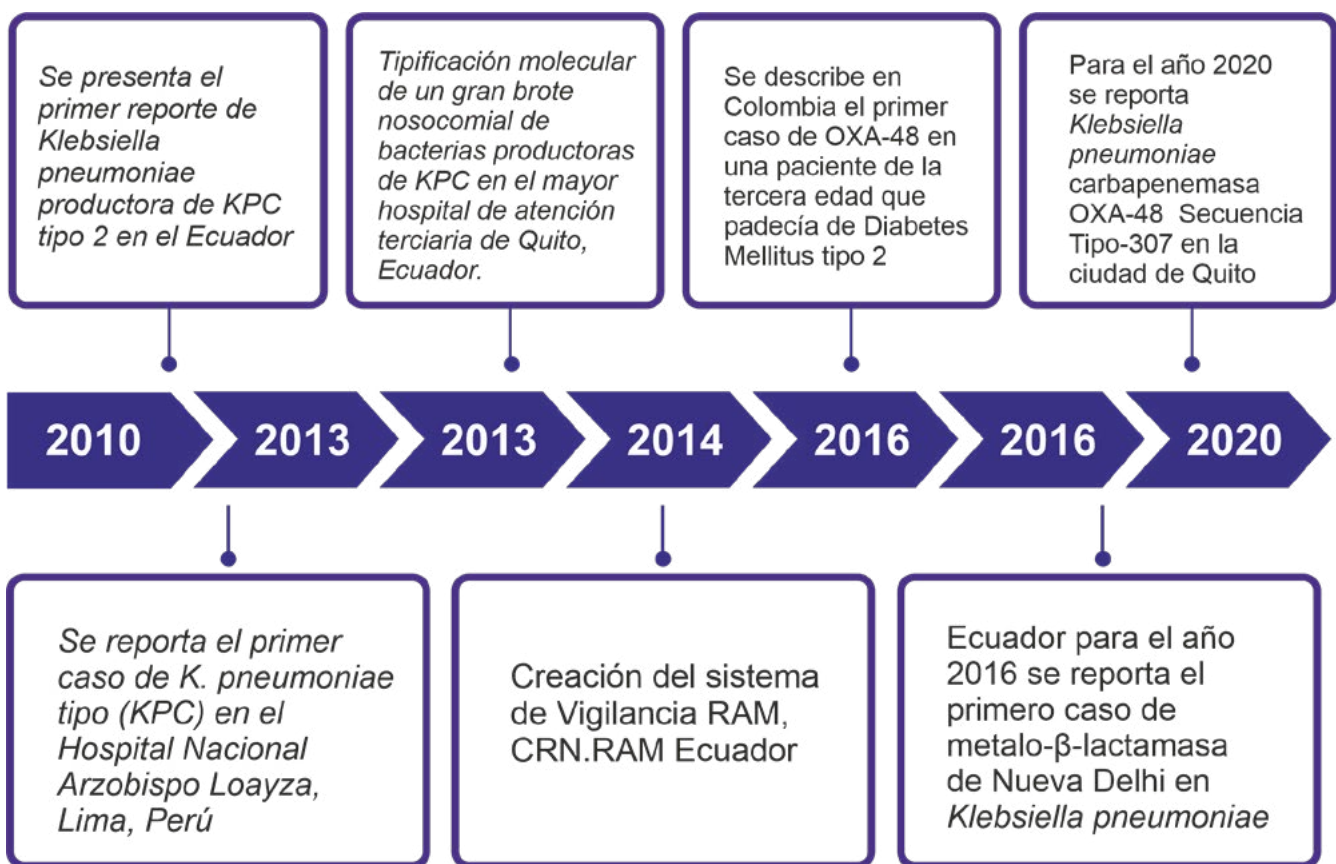 Se presenta el
primer reporte de
Klebsiella
pneumoniae
productora de KPC
tipo 2 en el Ecuador
Tipificación molecular
de un gran brote
nosocomial de
bacterias productoras
de KPC en el mayor
hospital de atención
terciaria de Quito,
Ecuador.
Se describe en
Colombia el primer
caso de OXA-48 en
una paciente de la
tercera edad que
padecía de Diabetes
Mellitus tipo 2
Para el año 2020
se reporta
Klebsiella
pneumoniae
carbapenemasa
OXA-48 Secuencia
Tipo-307 en la
ciudad de Quito
2010
2013
2013
2014
2016
2016
2020
Se reporta el primer
caso de K. pneumoniae
tipo (KPC) en el
Hospital Nacional
Arzobispo Loayza,
Lima, Perú
Creación del sistema
de Vigilancia RAM,
CRN.RAM Ecuador
Ecuador para el año
2016 se reporta el
primero caso de
metalo-β-lactamasa
de Nueva Delhi en
Klebsiella pneumoniae